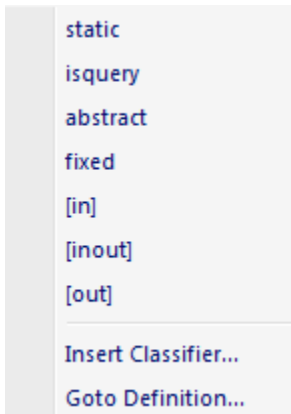 static
isquery
abstract
fixed
[in]
[inout]
[out]
Insert Classifier...
Goto Definition...